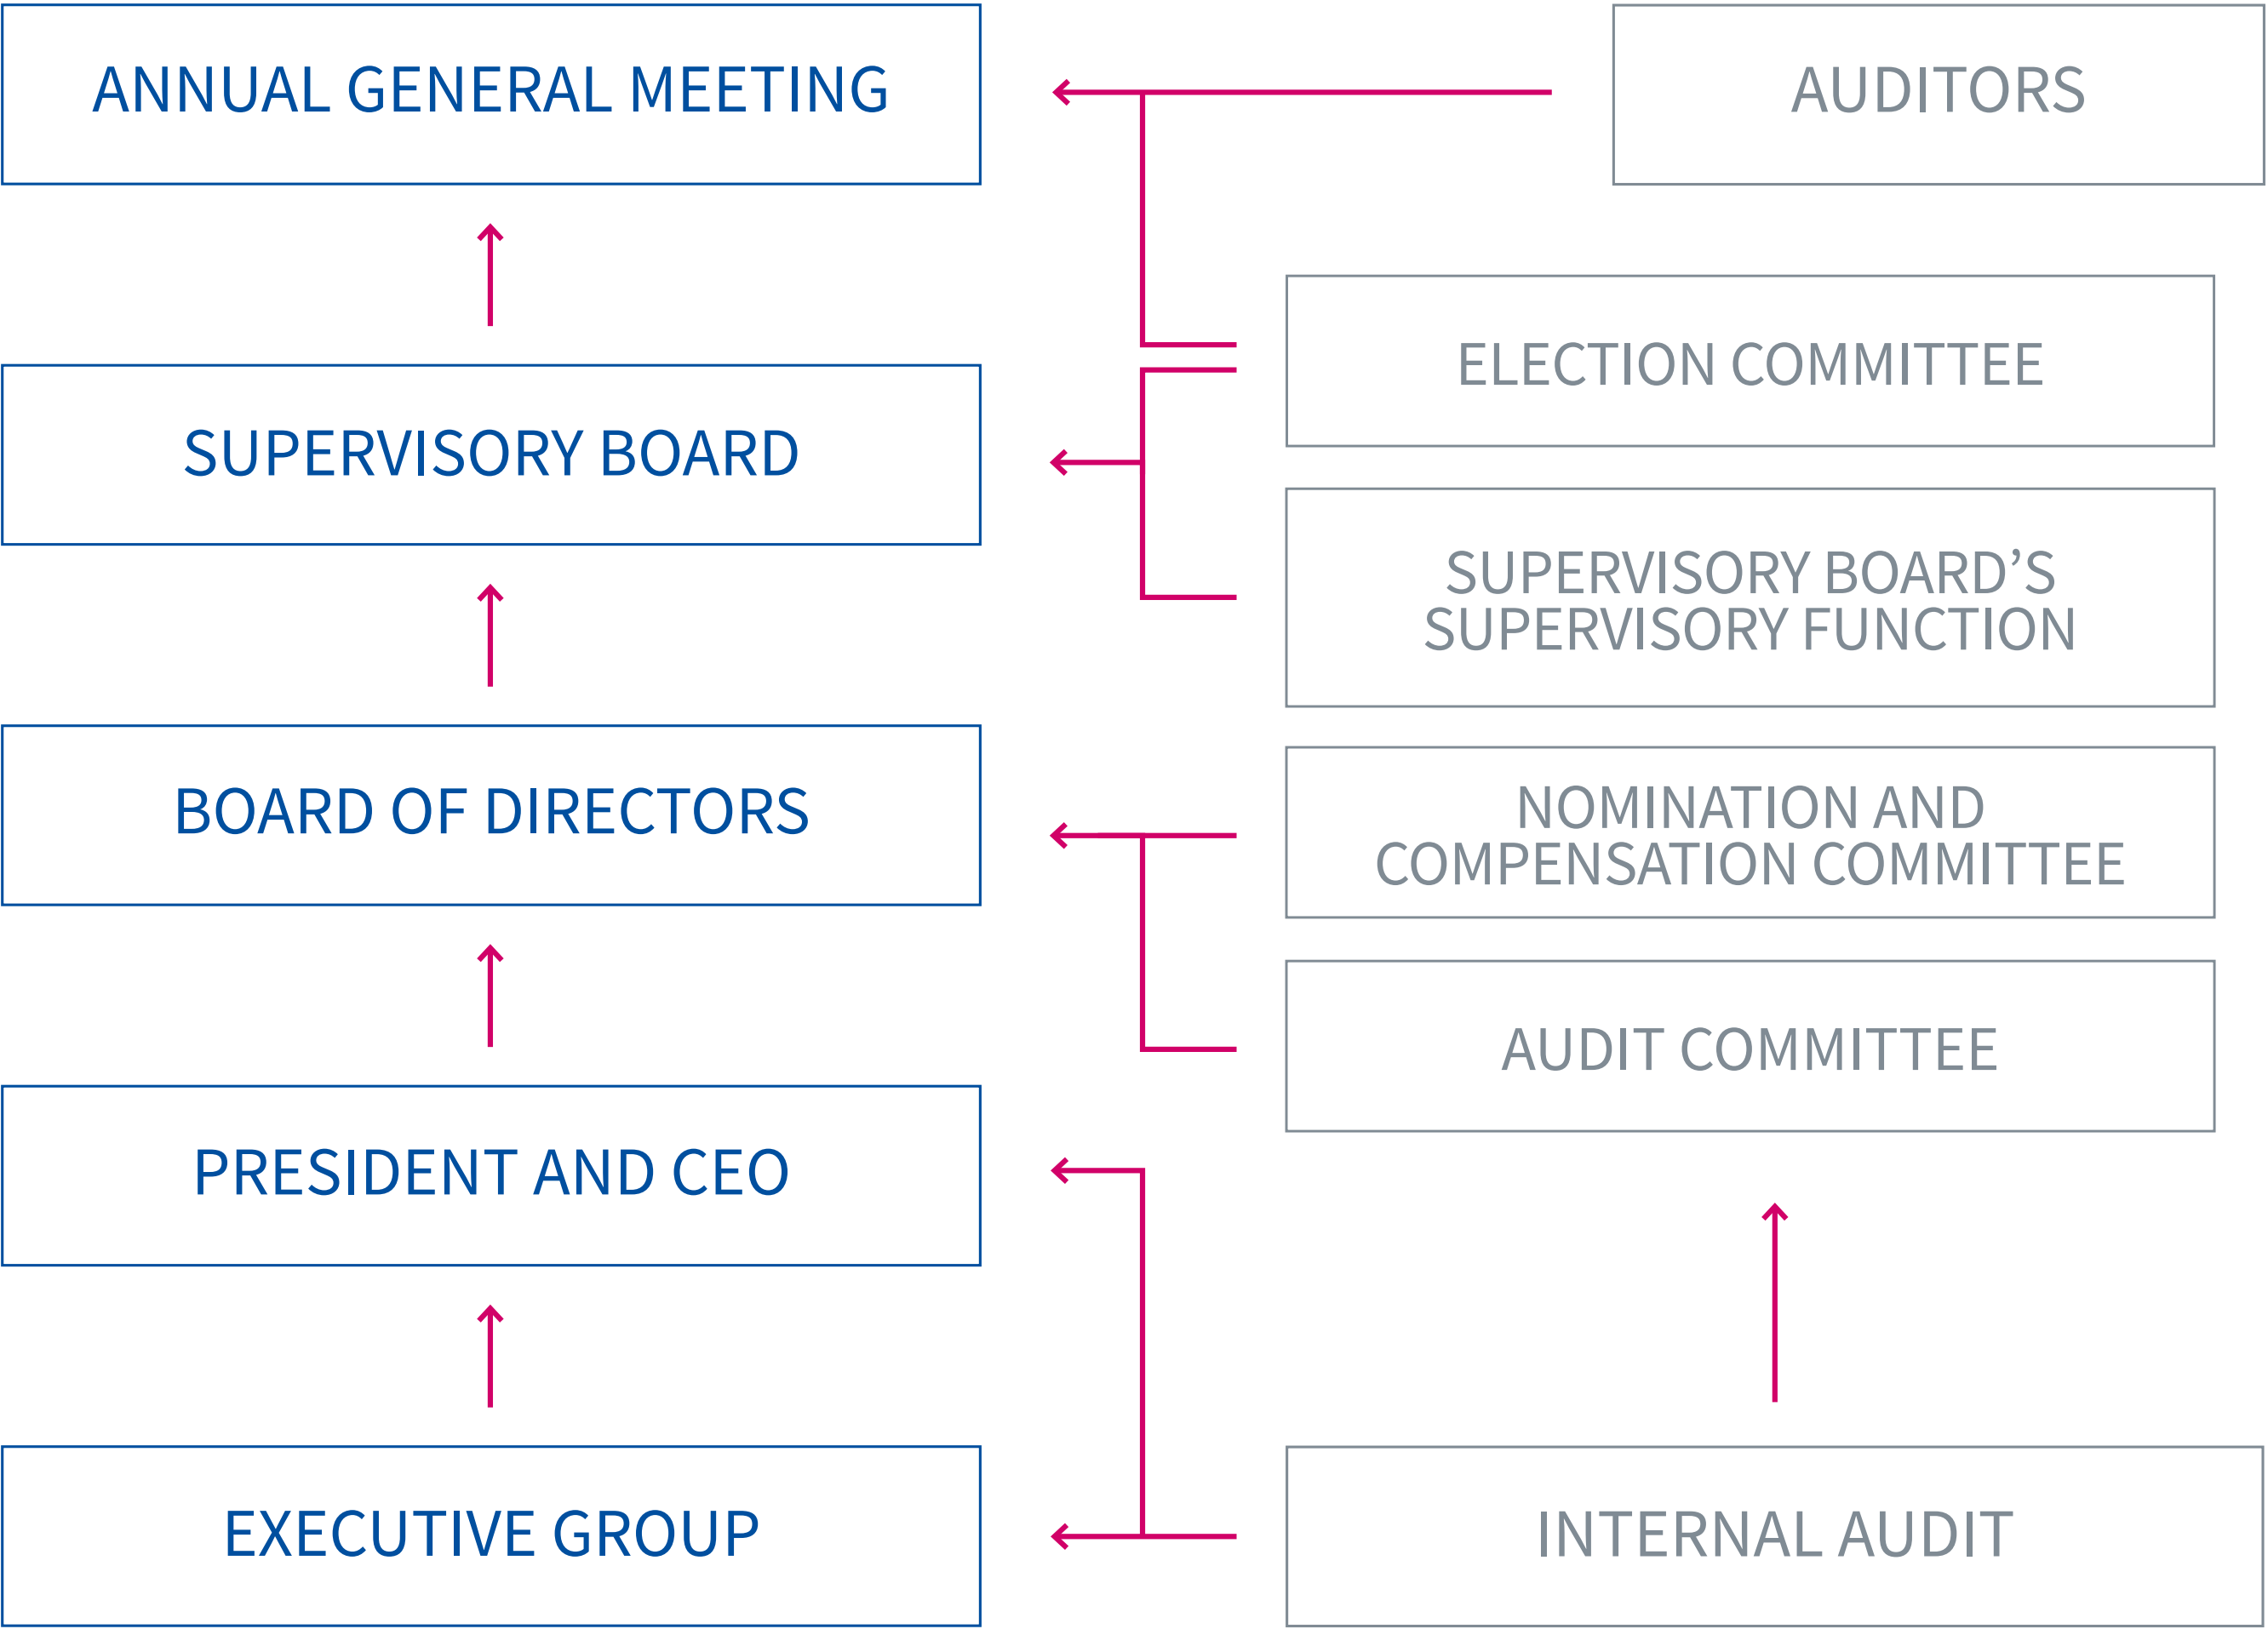 ANNUAL GENERAL MEETING
AUDITORS
ELECTION COMMITTEE
SUPERVISORY BOARD
SUPERVISORY BOARD’S
SUPERVISORY FUNCTION
BOARD OF DIRECTORS
NOMINATION AND
COMPENSATION COMMITTEE
AUDIT COMMITTEE
PRESIDENT AND CEO
EXECUTIVE GROUP
INTERNAL AUDIT